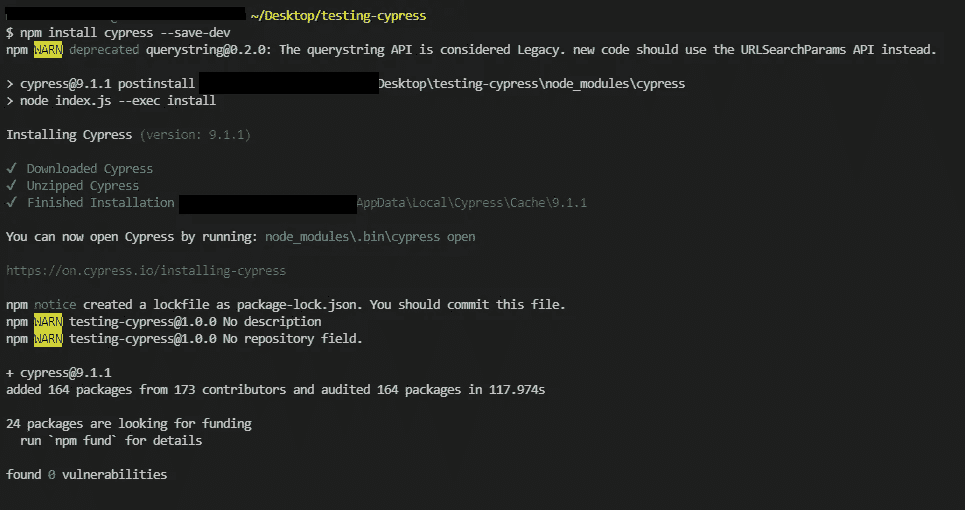 ~/Desktop/testing-cypress
$ npm install cypress --save-dev
npm WARN deprecated querystring@0.2.0: The querystring API is considered Legacy. new code should use the URLSearchParams API instead.
> cypress@9.1.1 postinstall Desktop\testing-cypress\node_modules\cypress
> node index.js --exec install
Installing Cypress (version: 9.1.1)
✓ Downloaded Cypress
✓ Unzipped Cypress
✓ Finished Installation AppData\Local\Cypress\Cache\9.1.1
You can now open Cypress by running: node_modules\.bin\cypress open
https://on.cypress.io/installing-cypress
npm notice created a lockfile as package-lock.json. You should commit this file.
npm WARN testing-cypress@1.0.0 No description
npm WARN testing-cypress@1.0.0 No repository field.
+ cypress@9.1.1
added 164 packages from 173 contributors and audited 164 packages in 117.974s
24 packages are looking for funding
run `npm fund` for details
found 0 vulnerabilities